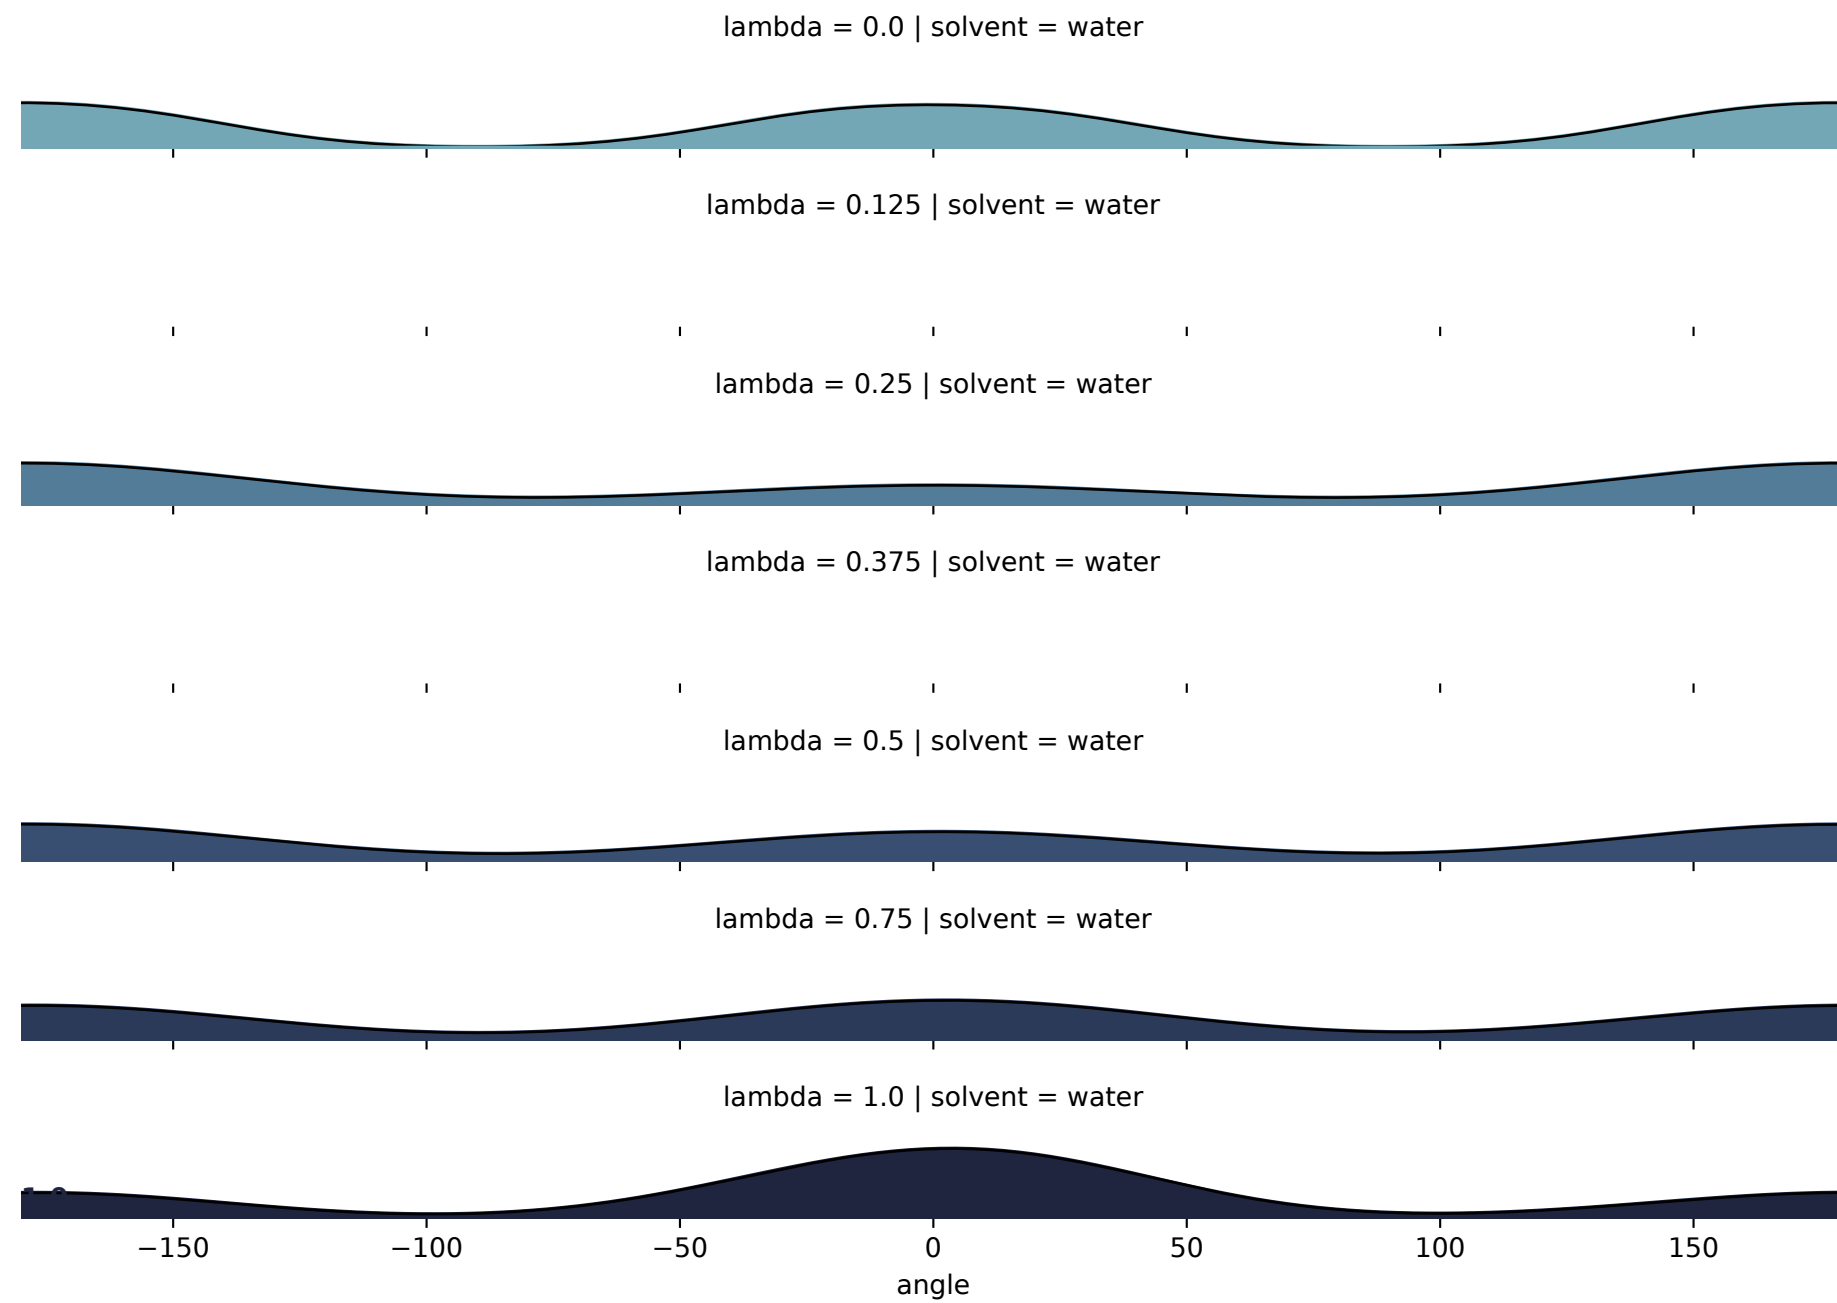 lambda = 0.0 | solvent = water
lambda = 0.125 | solvent = water
lambda = 0.25 | solvent = water
lambda = 0.375 | solvent = water
lambda = 0.5 | solvent = water
lambda = 0.75 | solvent = water
lambda = 1.0 | solvent = water
−150 −100 −50 0 50 100 150
angle